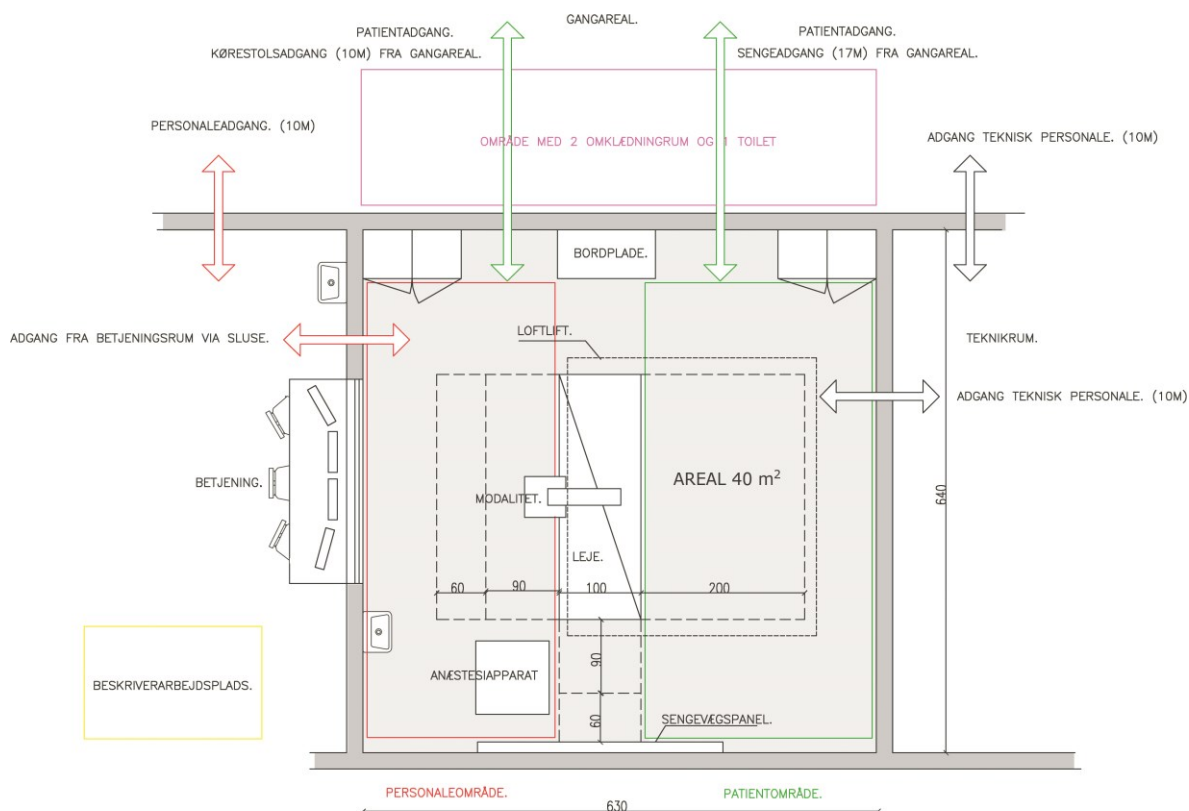 GANGAREAL.
PATIENTADGANG.
KØRESTOLSADGANG (10M) FRA GANGAREAL.
PATIENTADGANG.
SENGEADGANG (17M) FRA GANGAREAL.
PERSONALEADGANG. (10M)
OMRÅDE MED 2 OMKLÆDNINGRUM OG 1 TOILET
ADGANG TEKNISK PERSONALE. (10M)
BORDPLADE.
ADGANG FRA BETJENINGSRUM VIA SLUSE.
LOFTLIFT.
TEKNIKRUM.
ADGANG TEKNISK PERSONALE. (10M)
BETJENING.
MODALITET.
AREAL 40 m²
640
LEJE.
60
90
100
200
90
60
ANÆSTESIAPPARAT
BESKRIVERARBEJDSPLADS.
SENGEVÆGSPANEL.
PERSONALEOMRÅDE.
PATIENTOMRÅDE.
630